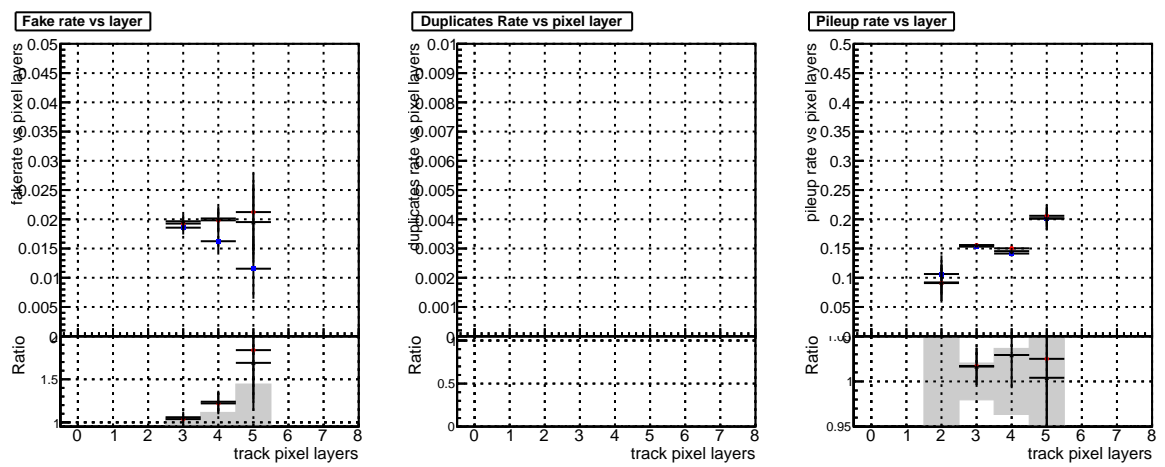 Fake rate vs layer
fakerate vs pixel layers
0.05
0.045
0.04
0.035
0.03
0.025
0.02
0.015
0.01
0.005
0
Ratio
1.5
1
0 1 2 3 4 5 6 7 8
track pixel layers
Duplicates Rate vs pixel layer
duplicates rate vs pixel layers
0.01
0.009
0.008
0.007
0.006
0.005
0.004
0.003
0.002
0.001
0
Ratio
1
0.5
0
0 1 2 3 4 5 6 7 8
track pixel layers
Pileup rate vs layer
pileup rate vs pixel layers
0.5
0.45
0.4
0.35
0.3
0.25
0.2
0.15
0.1
0.05
0
Ratio
1
0.95
0 1 2 3 4 5 6 7 8
track pixel layers